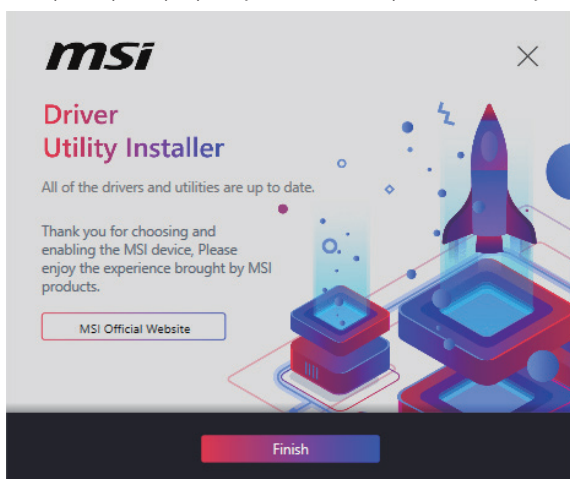 msi
Driver
Utility Installer
All of the drivers and utilities are up to date.
Thank you for choosing and
enabling the MSI device, Please
enjoy the experience brought by MSI
products.
MSI Official Website
Finish